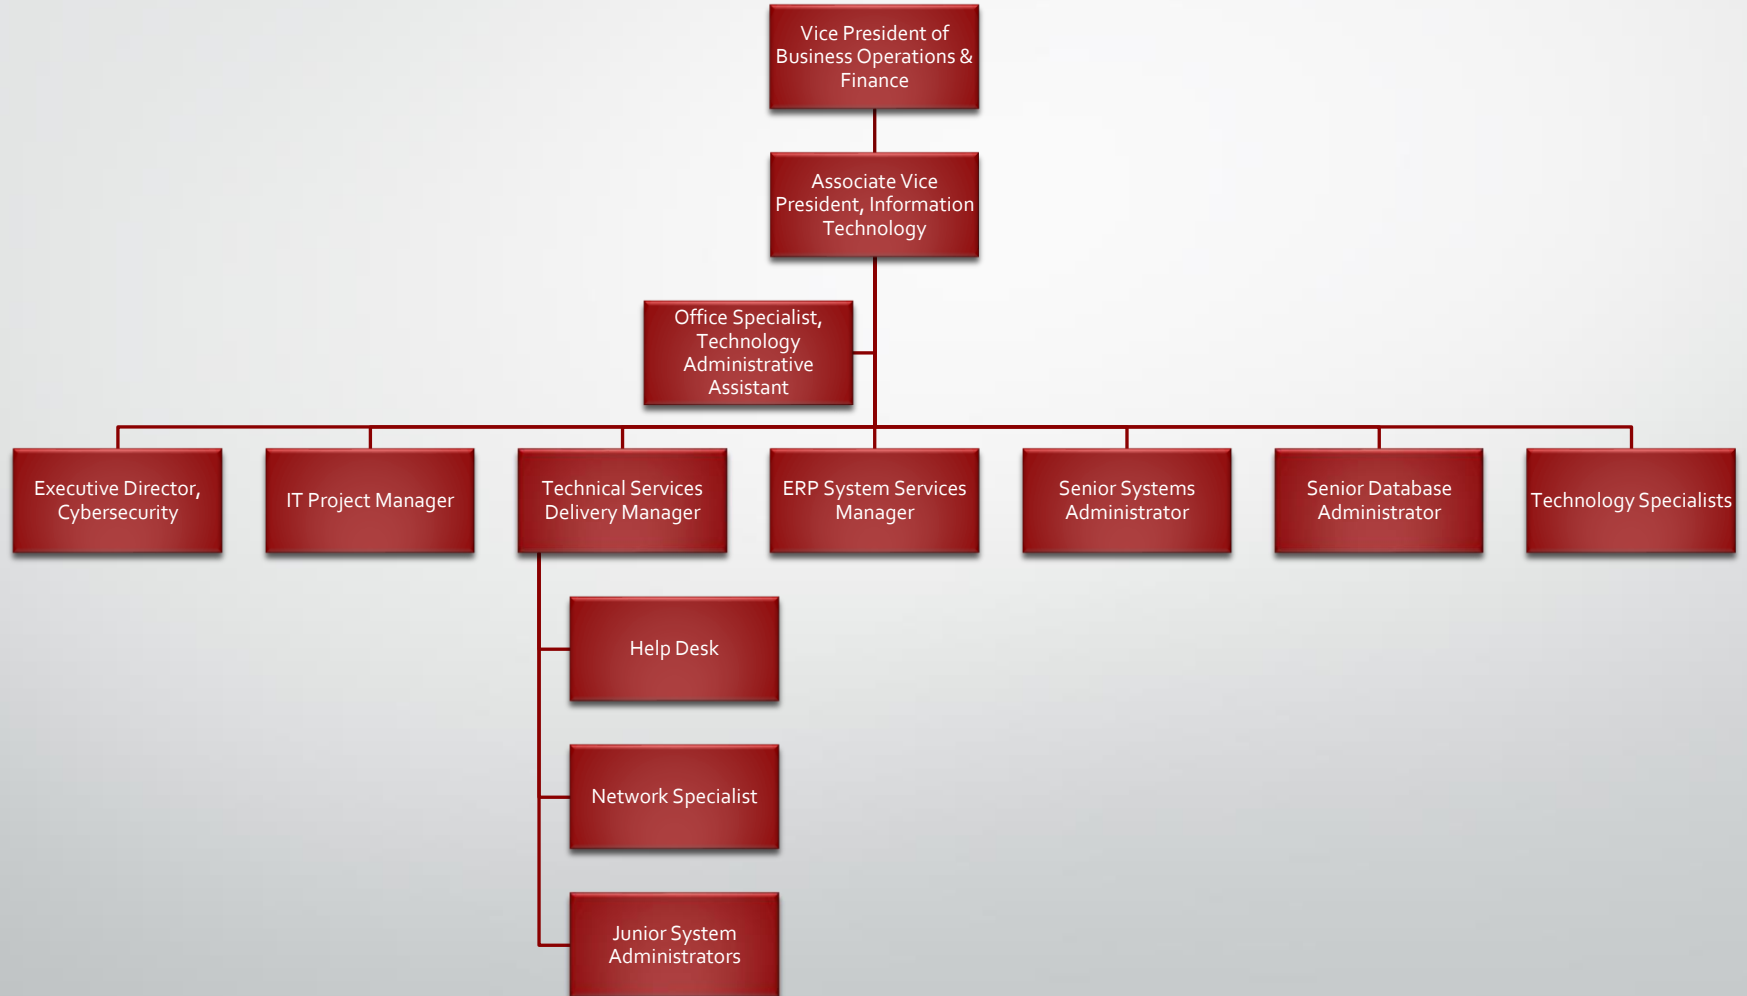 Vice President of
Business Operations &
Finance
Associate Vice
President, Information
Technology
Office Specialist,
Technology
Administrative
Assistant
Executive Director,
Cybersecurity
IT Project Manager
Technical Services
Delivery Manager
ERP System Services
Manager
Senior Systems
Administrator
Senior Database
Administrator
Technology Specialists
Help Desk
Network Specialist
Junior System
Administrators